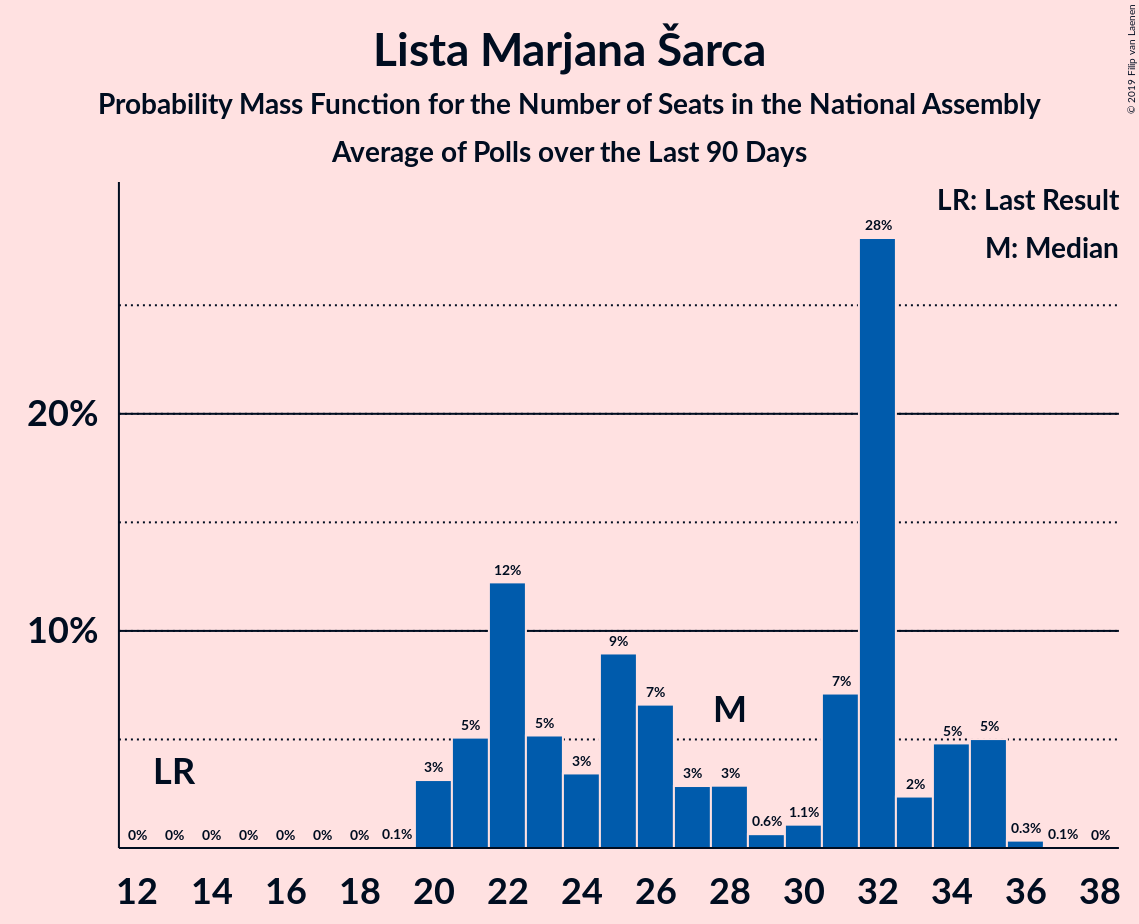 Lista Marjana Šarca
Probability Mass Function for the Number of Seats in the National Assembly
Average of Polls over the Last 90 Days
© 2019 Filip van Laenen
LR: Last Result
M: Median
20%
10%
0% 0% 0% 0% 0% 0% 0% 0.1% 3% 5% 12% 5% 3% 9% 7% 3% 3% 0.6% 1.1% 7% 28% 2% 5% 5% 0.3% 0.1% 0%
LR
M
12 14 16 18 20 22 24 26 28 30 32 34 36 38